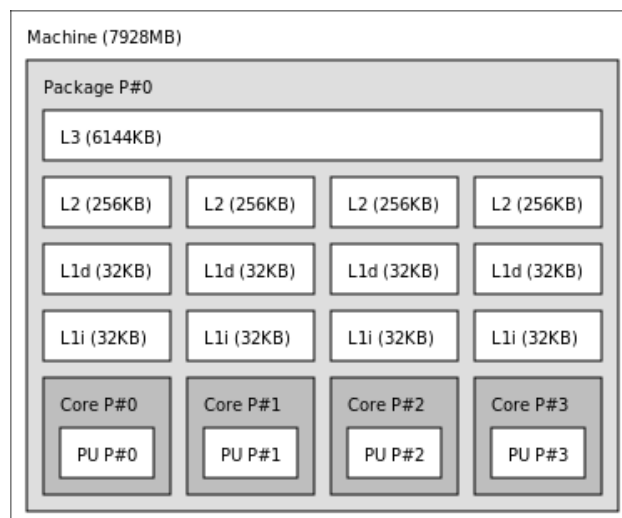 Machine (7928MB)
Package P#0
L3 (6144KB)
L2 (256KB) L2 (256KB) L2 (256KB) L2 (256KB)
L1d (32KB) L1d (32KB) L1d (32KB) L1d (32KB)
L1i (32KB) L1i (32KB) L1i (32KB) L1i (32KB)
Core P#0 Core P#1 Core P#2 Core P#3
PU P#0 PU P#1 PU P#2 PU P#3